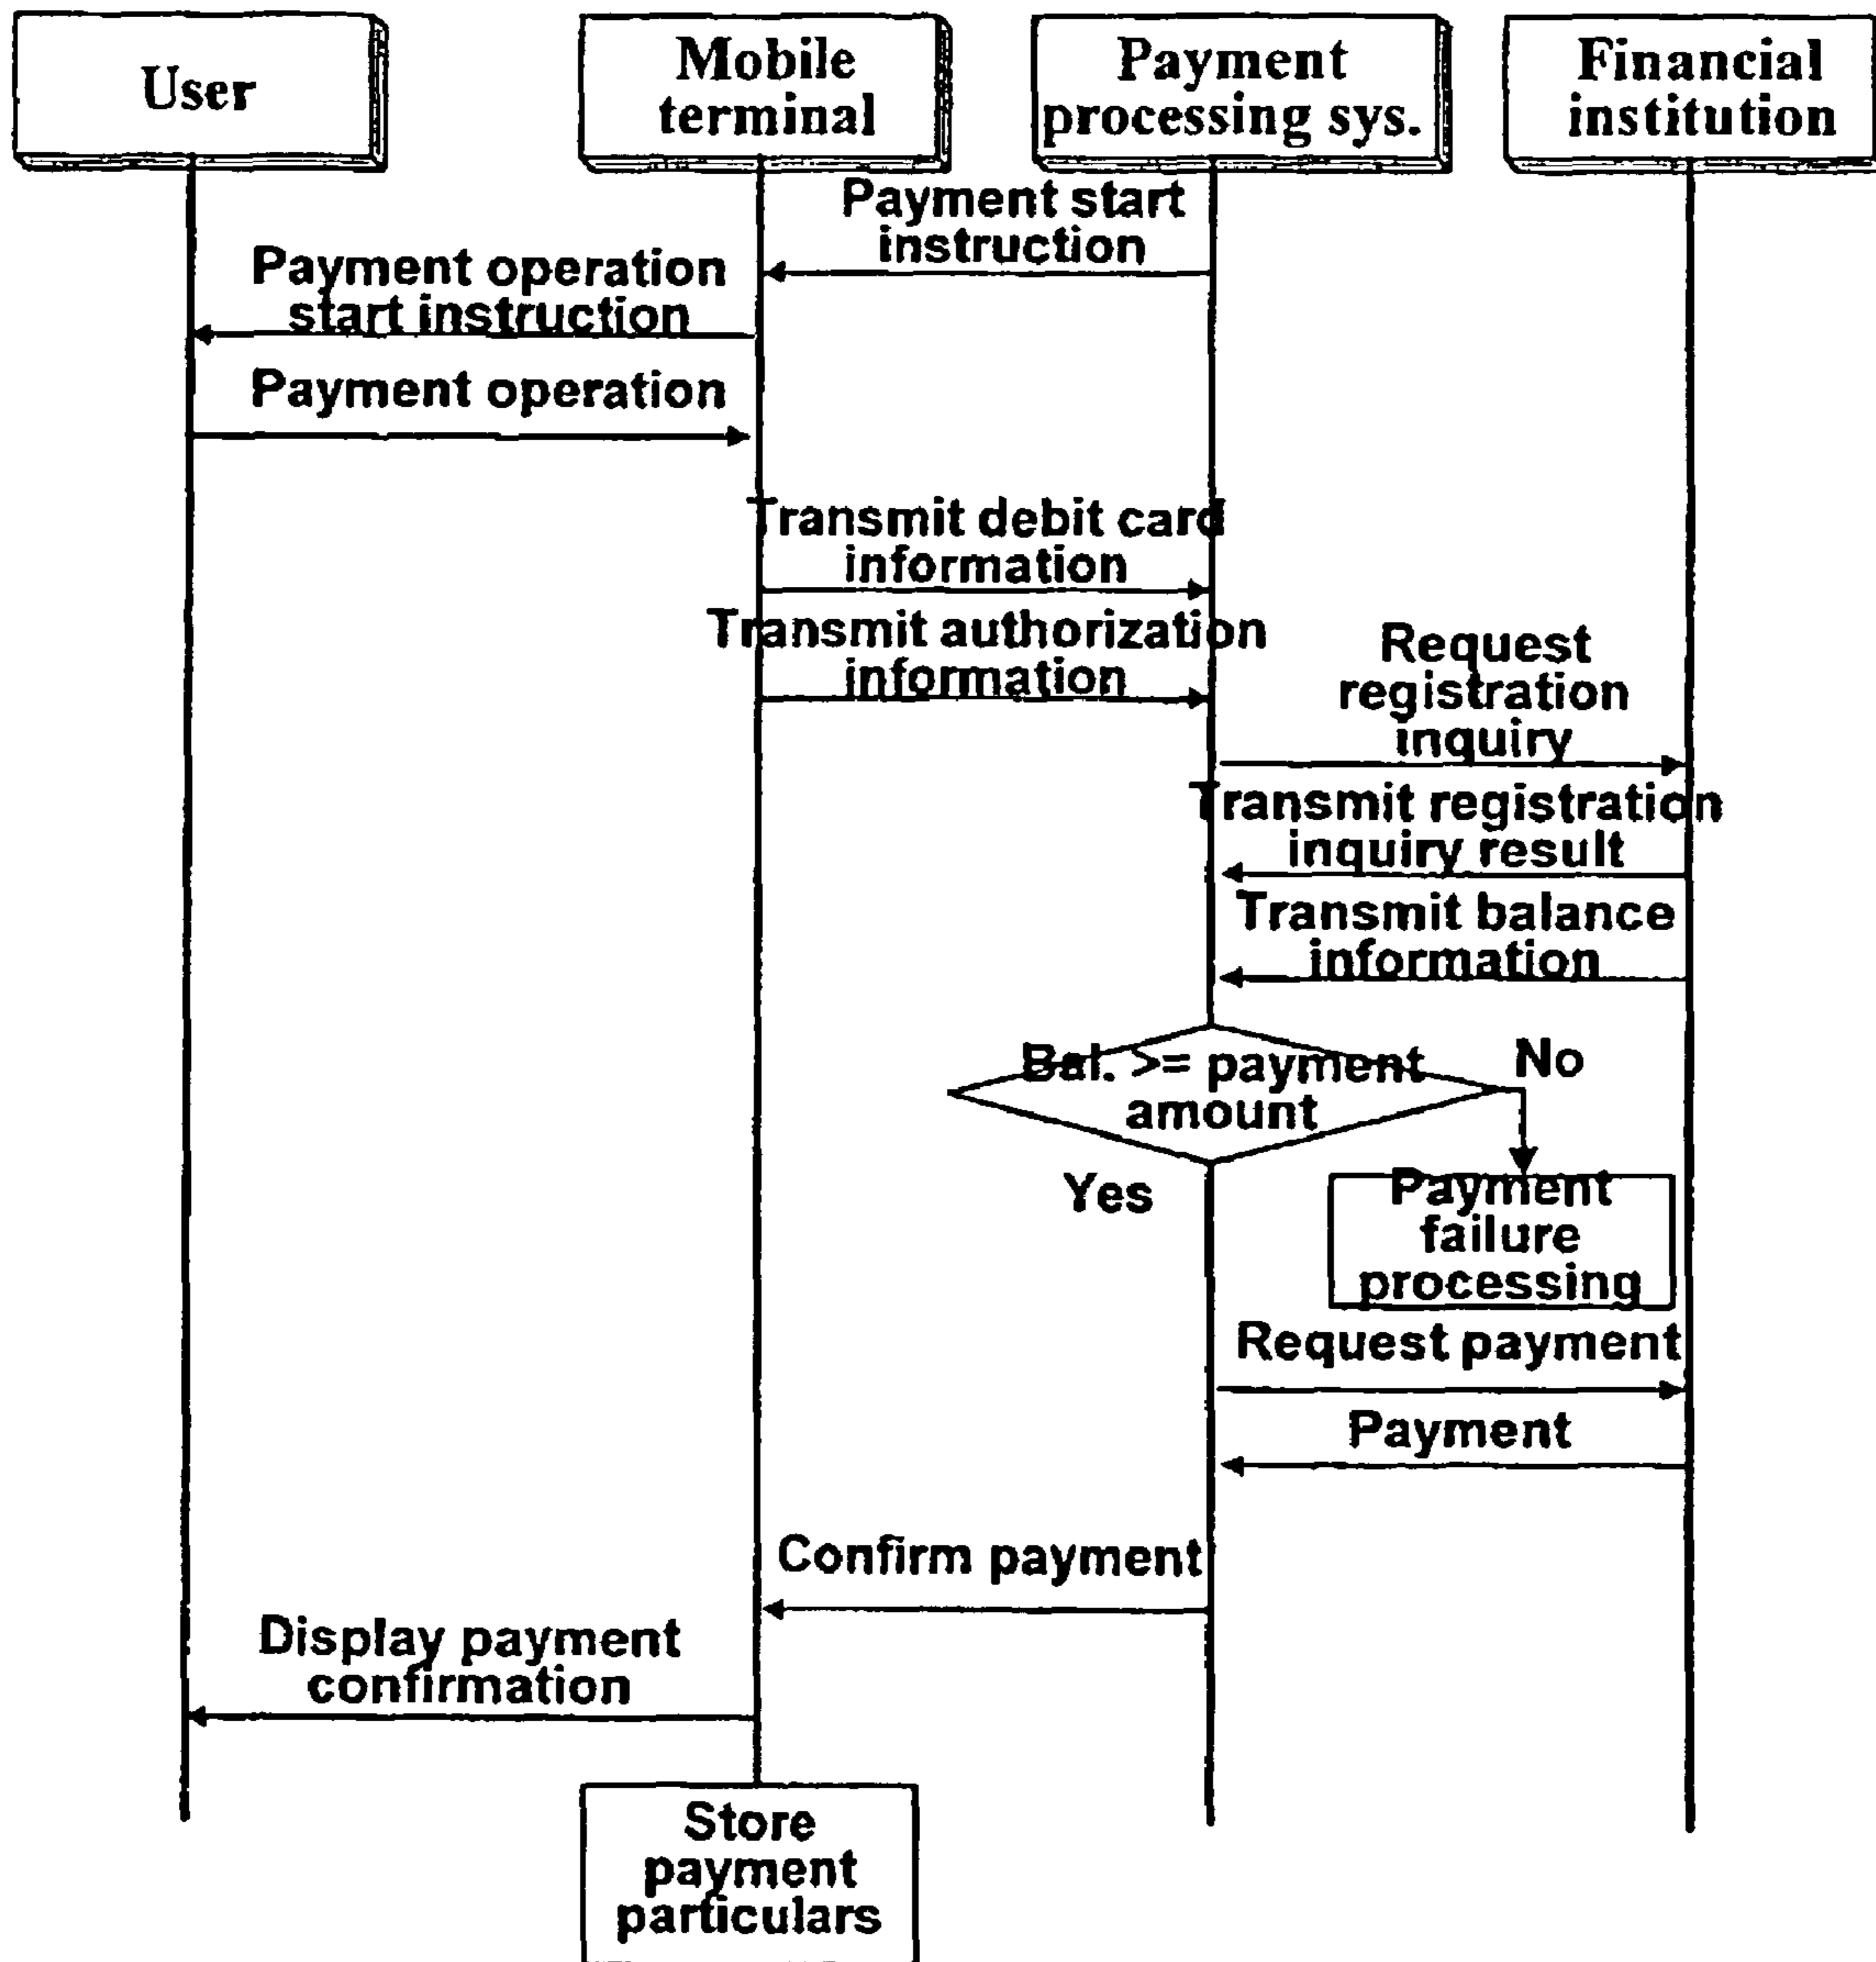 User
Mobile
terminal
Payment
processing sys.
Financial
institution
Payment start
instruction
Payment operation
start instruction
Payment operation
Transmit debit card
information
Transmit authorization
information
Request
registration
inquiry
Transmit registration
inquiry result
Transmit balance
information
Bal. >= payment
amount
No
Yes
Payment
failure
processing
Request payment
Payment
Confirm payment
Display payment
confirmation
Store
payment
particulars